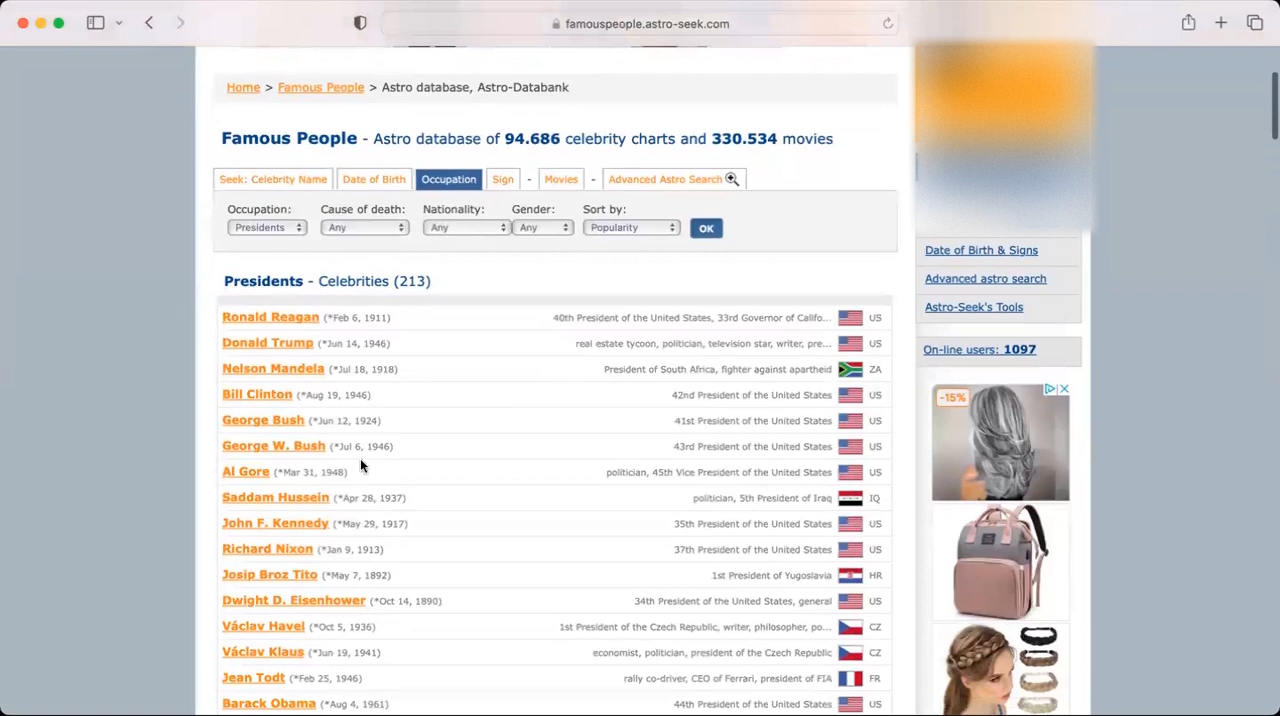 famouspeople.astro-seek.com
Home > Famous People > Astro database, Astro-Databank
Famous People - Astro database of 94.686 celebrity charts and 330.534 movies
Seek: Celebrity Name Date of Birth Occupation Sign - Movies - Advanced Astro Search
Occupation: Cause of death: Nationality: Gender: Sort by:
Presidents Any Any Any Popularity OK
Presidents - Celebrities (213)
Ronald Reagan (*Feb 6, 1911) 40th President of the United States, 33rd Governor of Califo... US
Donald Trump (*Jun 14, 1946) real estate tycoon, politician, television star, writer, pre... US
Nelson Mandela (*Jul 18, 1918) President of South Africa, fighter against apartheid ZA
Bill Clinton (*Aug 19, 1946) 42nd President of the United States US
George Bush (*Jun 12, 1924) 41st President of the United States US
George W. Bush (*Jul 6, 1946) 43rd President of the United States US
Al Gore (*Mar 31, 1948) politician, 45th Vice President of the United States US
Saddam Hussein (*Apr 28, 1937) politician, 5th President of Iraq IQ
John F. Kennedy (*May 29, 1917) 35th President of the United States US
Richard Nixon (*Jan 9, 1913) 37th President of the United States US
Josip Broz Tito (*May 7, 1892) 1st President of Yugoslavia HR
Dwight D. Eisenhower (*Oct 14, 1890) 34th President of the United States, general US
Václav Havel (*Oct 5, 1936) 1st President of the Czech Republic, writer, philosopher, po... CZ
Václav Klaus (*Jun 19, 1941) economist, politician, president of the Czech Republic CZ
Jean Todt (*Feb 25, 1946) rally co-driver, CEO of Ferrari, president of FIA FR
Barack Obama (*Aug 4, 1961) 44th President of the United States US
Date of Birth & Signs
Advanced astro search
Astro-Seek's Tools
On-line users: 1097
-15%